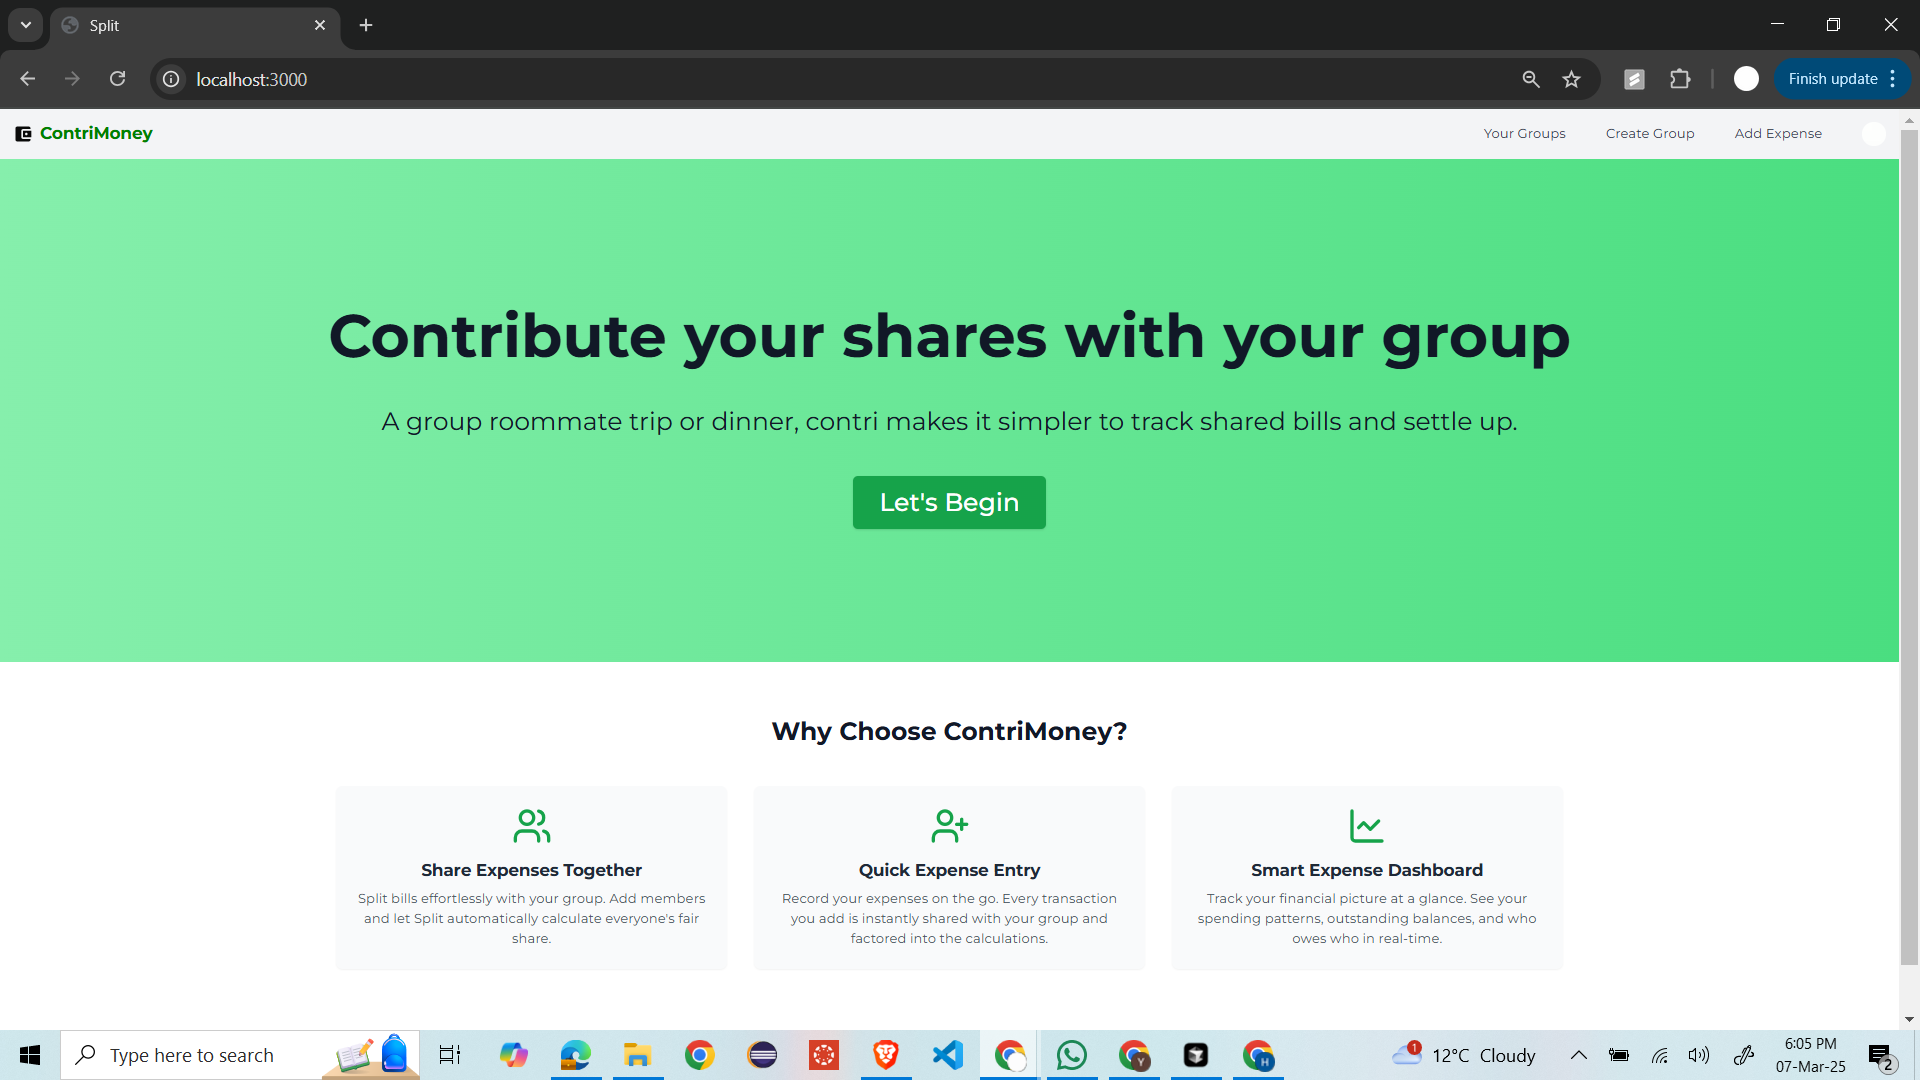 Split
localhost:3000
Finish update
ContriMoney
Your Groups
Create Group
Add Expense
Contribute your shares with your group
A group roommate trip or dinner, contri makes it simpler to track shared bills and settle up.
Let's Begin
Why Choose ContriMoney?
Share Expenses Together
Split bills effortlessly with your group. Add members
and let Split automatically calculate everyone's fair
share.
Quick Expense Entry
Record your expenses on the go. Every transaction
you add is instantly shared with your group and
factored into the calculations.
Smart Expense Dashboard
Track your financial picture at a glance. See your
spending patterns, outstanding balances, and who
owes who in real-time.
Type here to search
Y
H
1
12°C Cloudy
6:05 PM
07-Mar-25
2